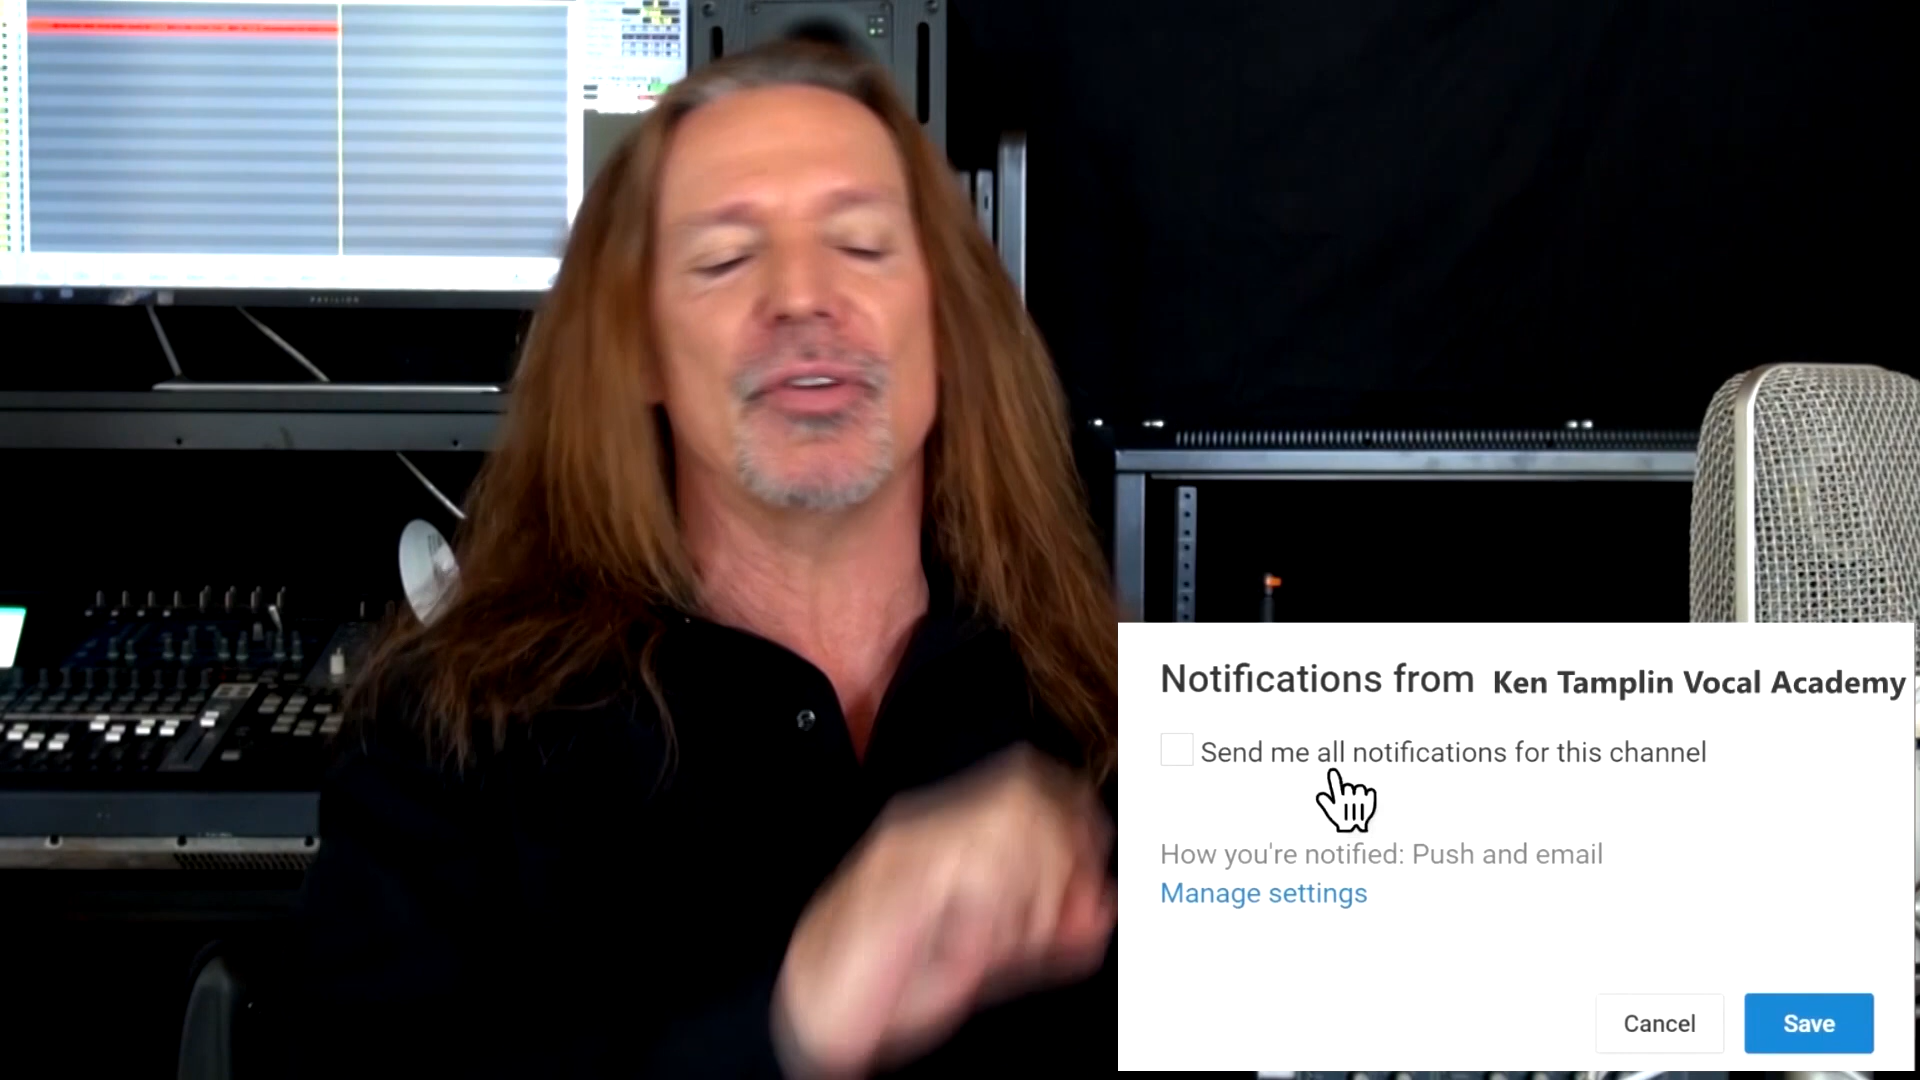 PAVILION
Notifications from Ken Tamplin Vocal Academy
Send me all notifications for this channel
How you're notified: Push and email
Manage settings
Cancel
Save